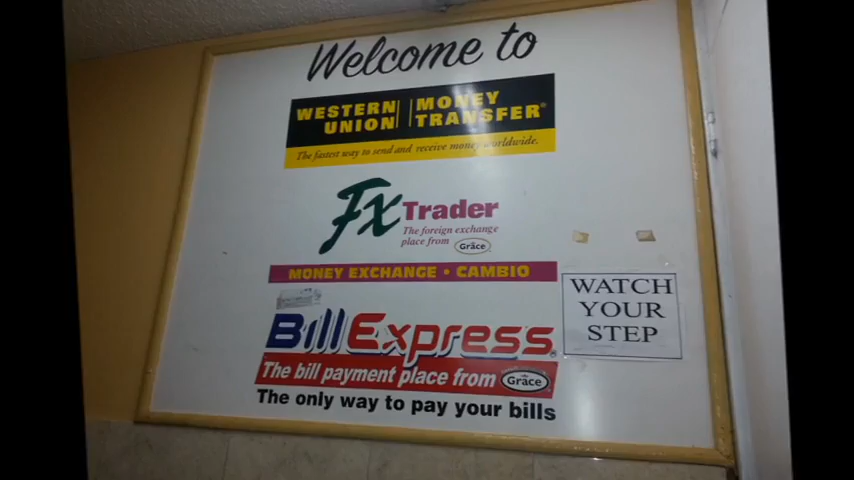 Welcome to
WESTERN UNION | MONEY TRANSFER®
The fastest way to send and receive money worldwide.
FX Trader
The foreign exchange
place from Grace
MONEY EXCHANGE • CAMBIO
WATCH
YOUR
STEP
BillExpress®
The bill payment place from Grace
The only way to pay your bills